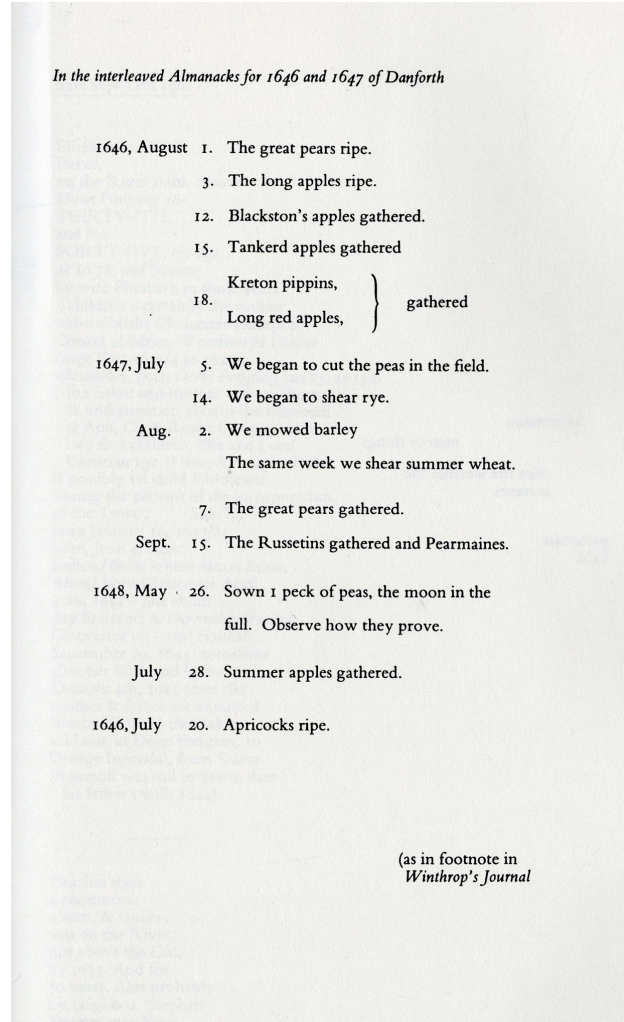 In the interleaved Almanacks for 1646 and 1647 of Danforth
1646, August 1. The great pears ripe.
3. The long apples ripe.
12. Blackston's apples gathered.
15. Tankerd apples gathered
18. Kreton pippins,
Long red apples, } gathered
1647, July 5. We began to cut the peas in the field.
14. We began to shear rye.
Aug. 2. We mowed barley
The same week we shear summer wheat.
7. The great pears gathered.
Sept. 15. The Russetins gathered and Pearmaines.
1648, May 26. Sown 1 peck of peas, the moon in the
full. Observe how they prove.
July 28. Summer apples gathered.
1646, July 20. Apricocks ripe.
(as in footnote in
Winthrop's Journal